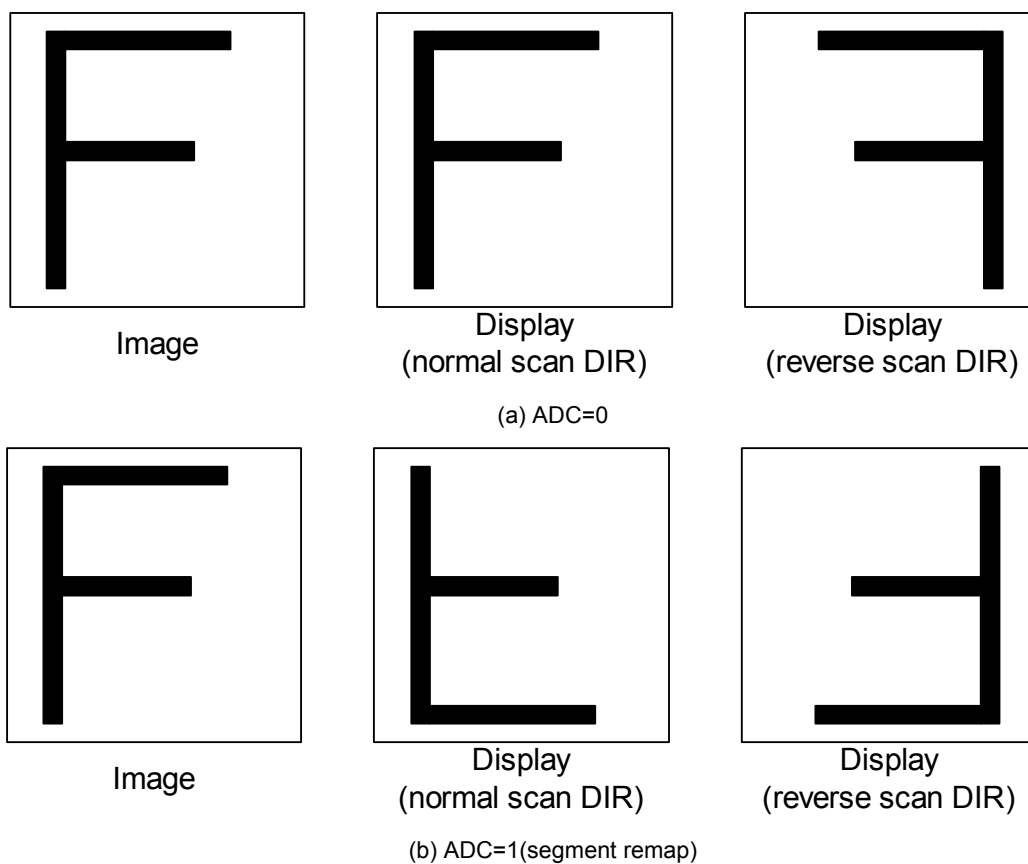 Image
Display
(normal scan DIR)
Display
(reverse scan DIR)
(a) ADC=0
Image
Display
(normal scan DIR)
Display
(reverse scan DIR)
(b) ADC=1(segment remap)